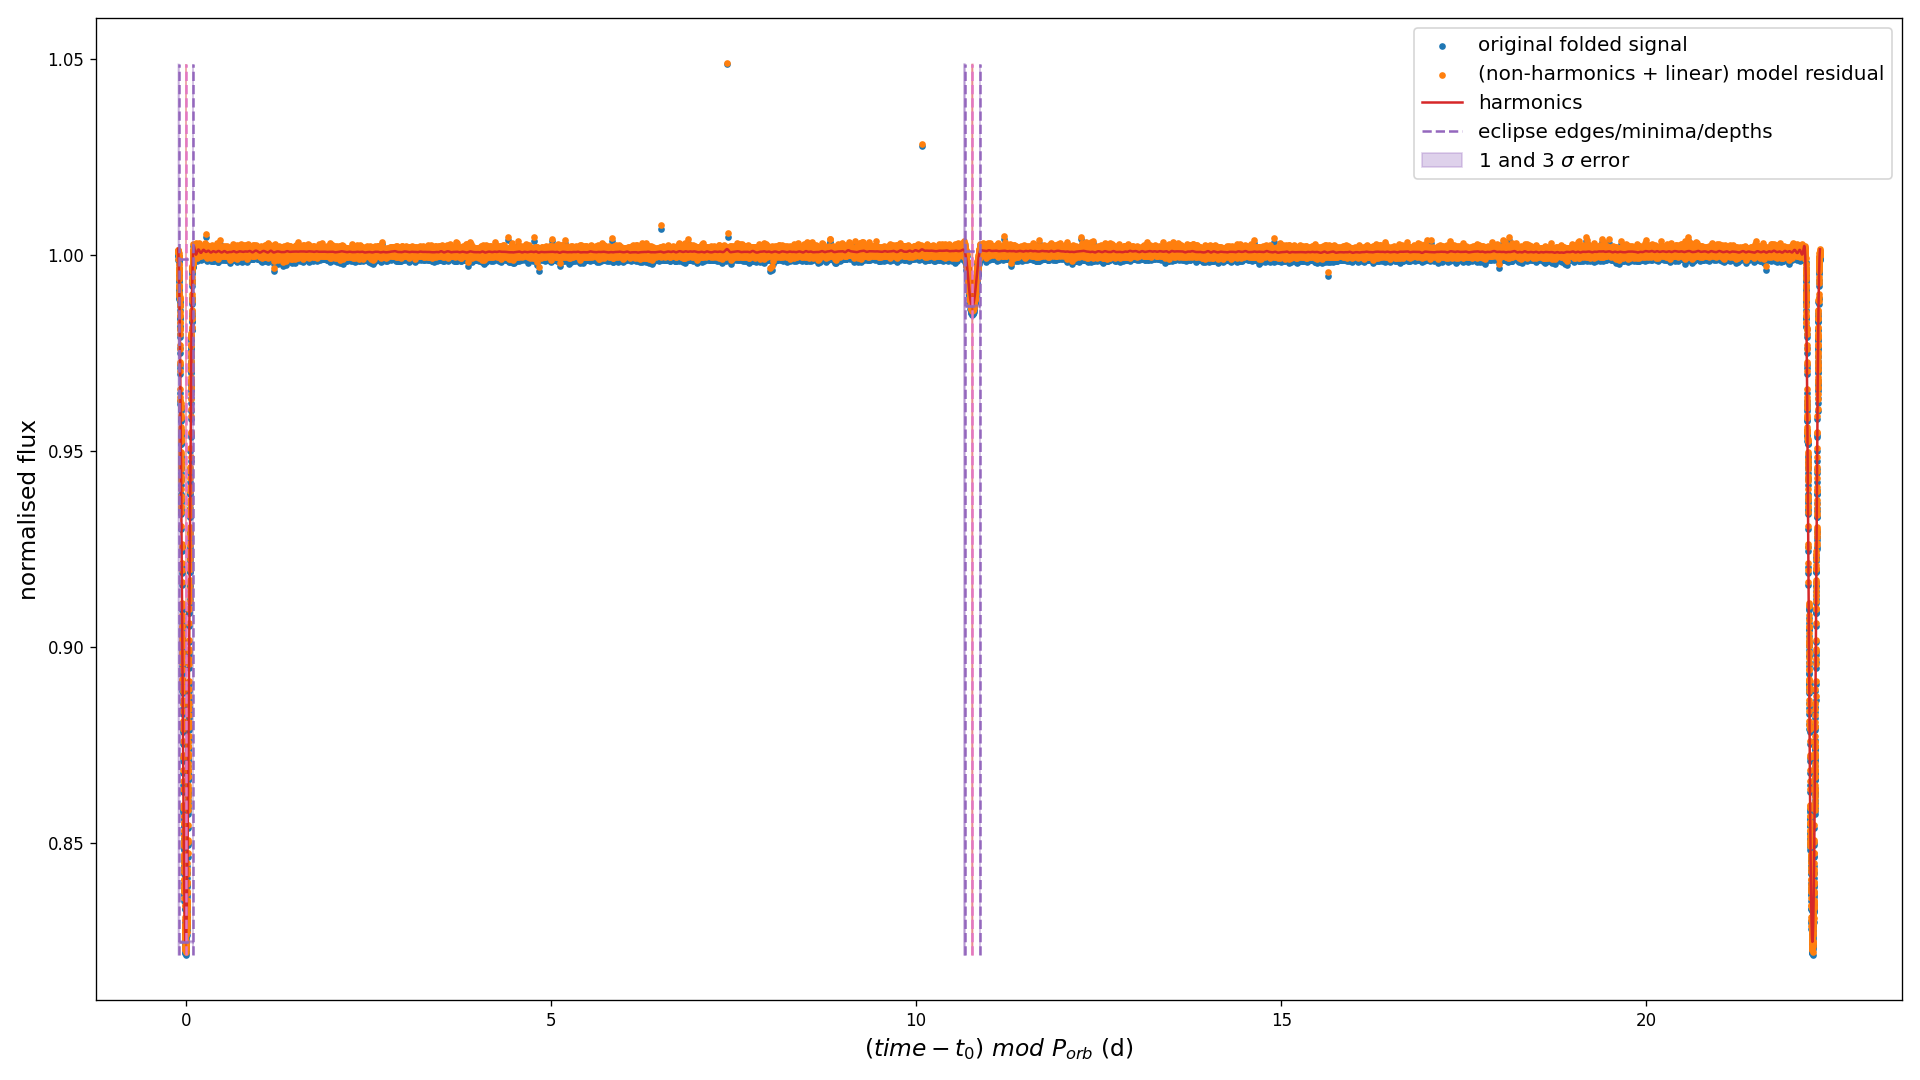 original folded signal
(non-harmonics + linear) model residual
harmonics
eclipse edges/minima/depths
1 and 3 σ error
1.05
1.00
0.95
0.90
0.85
normalised flux
0 5 10 15 20
(time − t₀) mod P_orb (d)